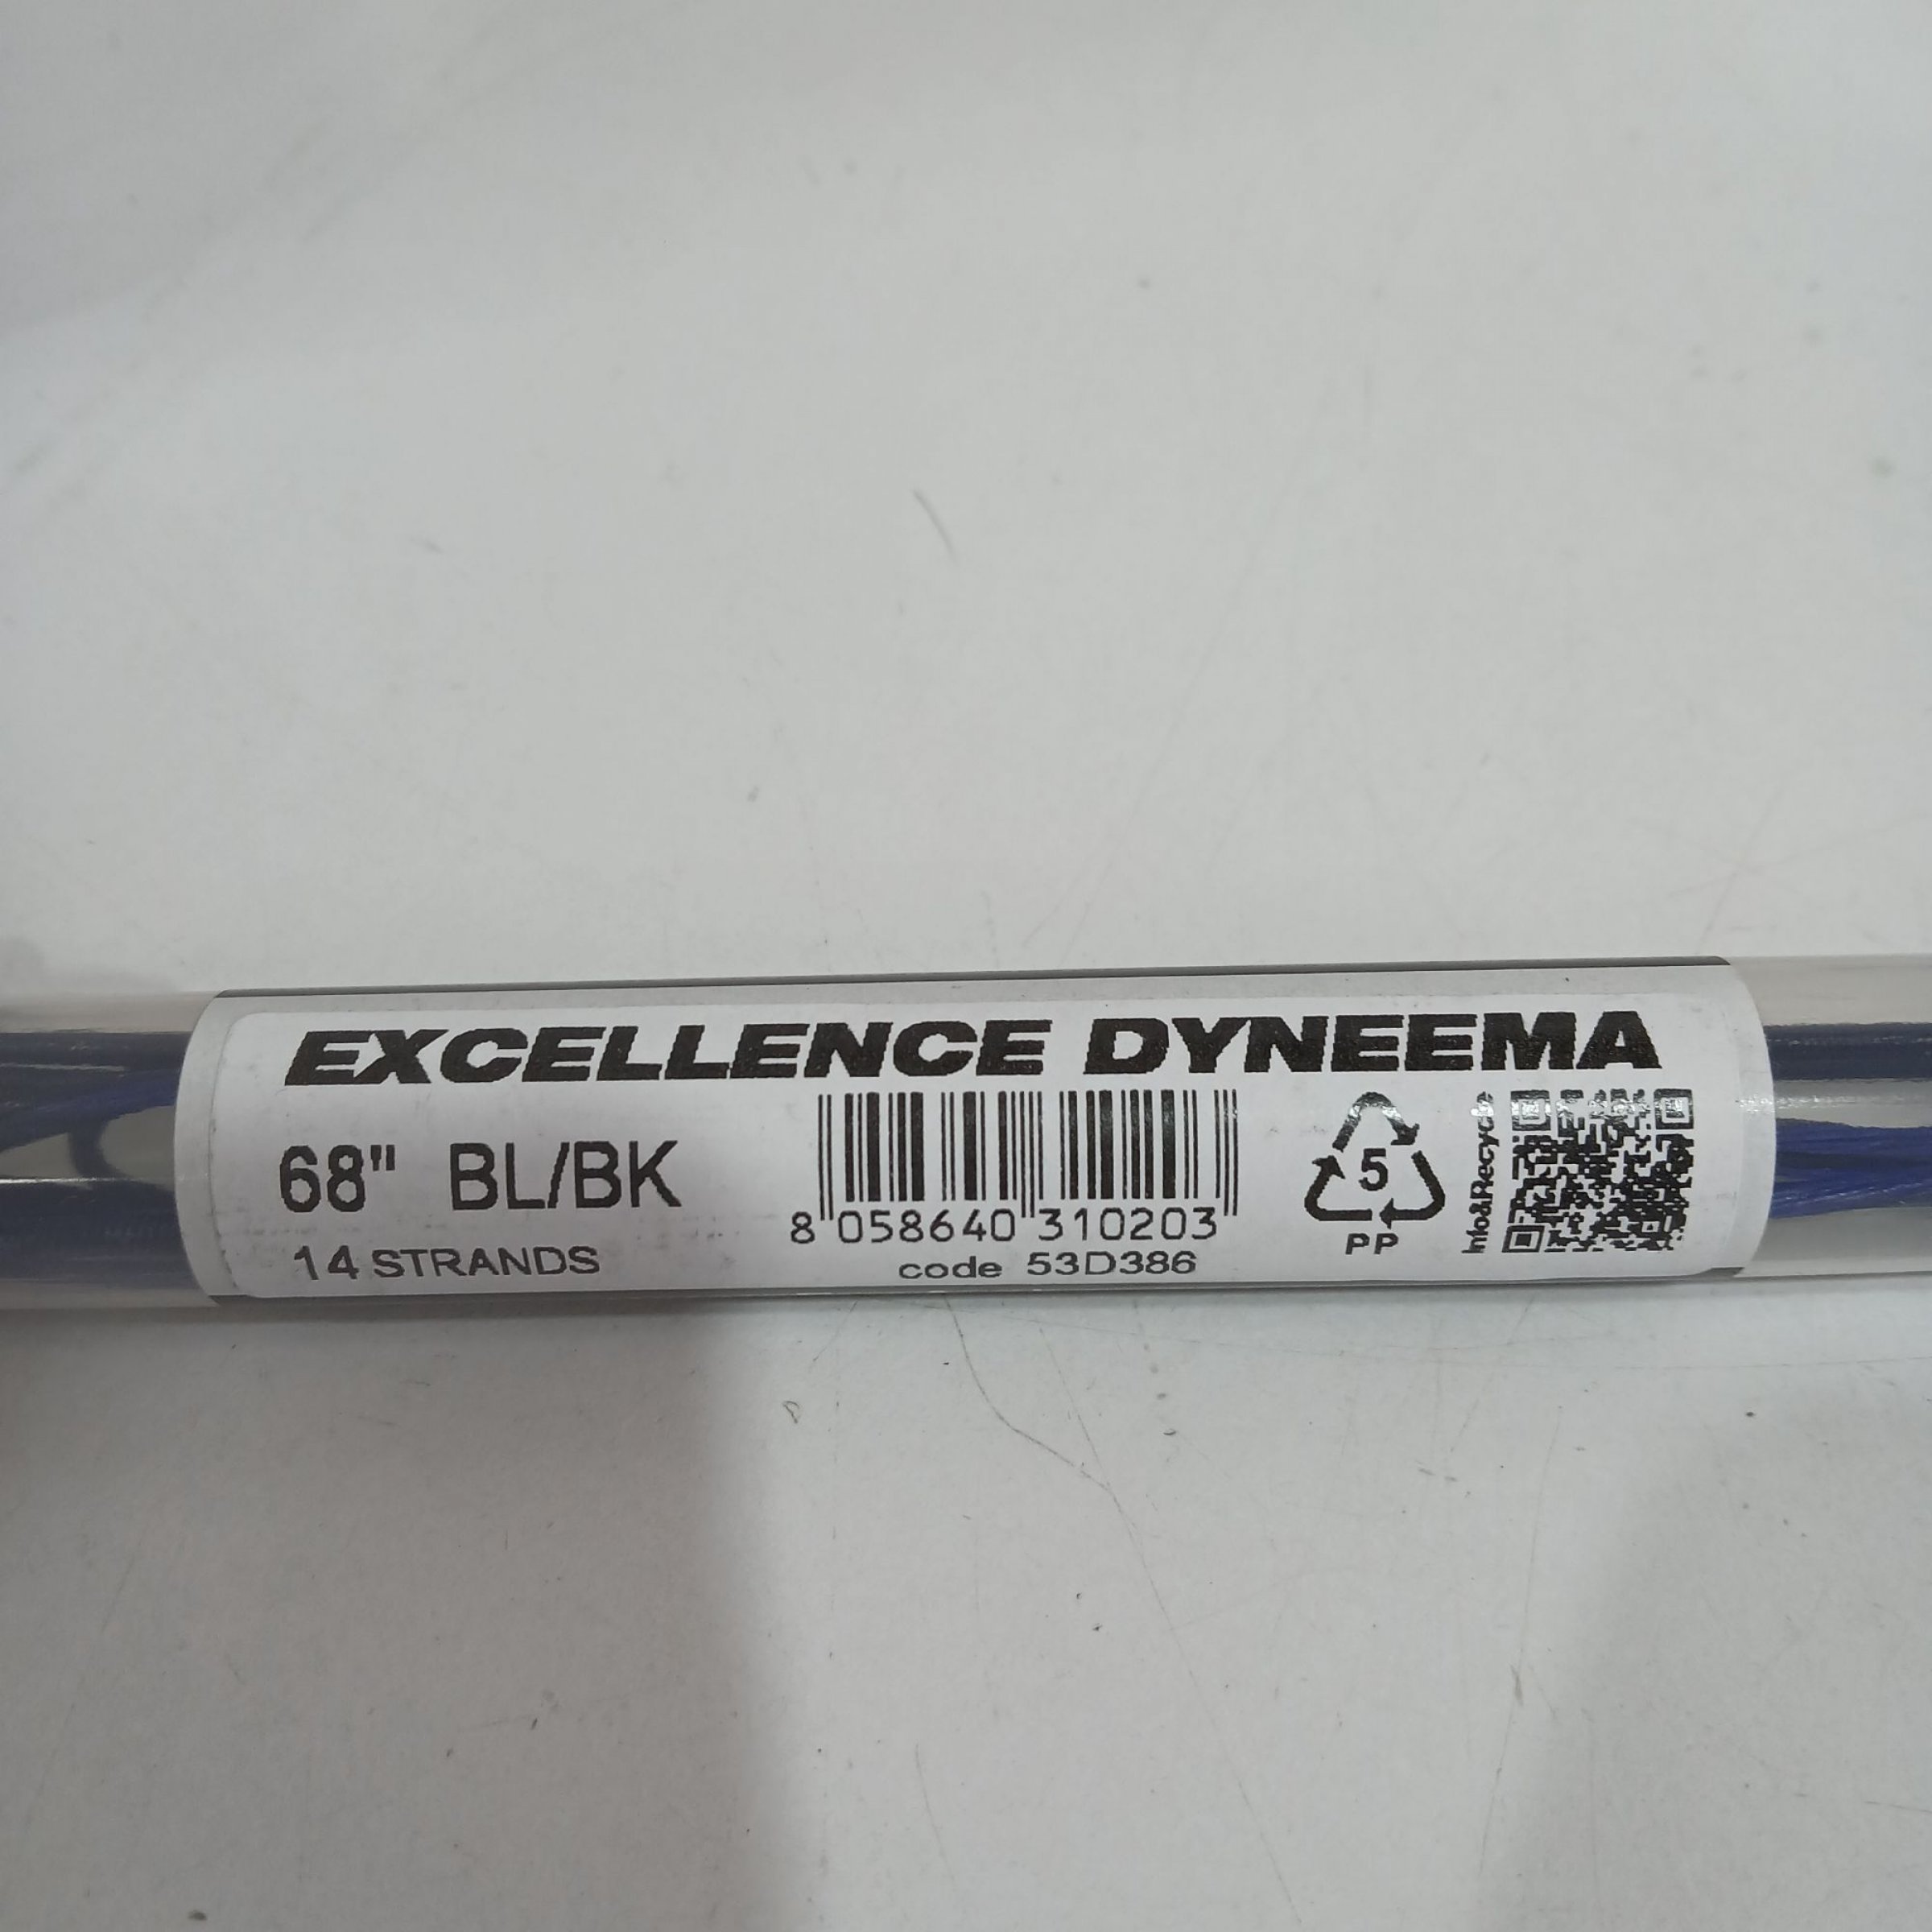 EXCELLENCE DYNEEMA
68" BL/BK
14 STRANDS
8 058640 310203
code 53D386
5
PP
Info&Recycle